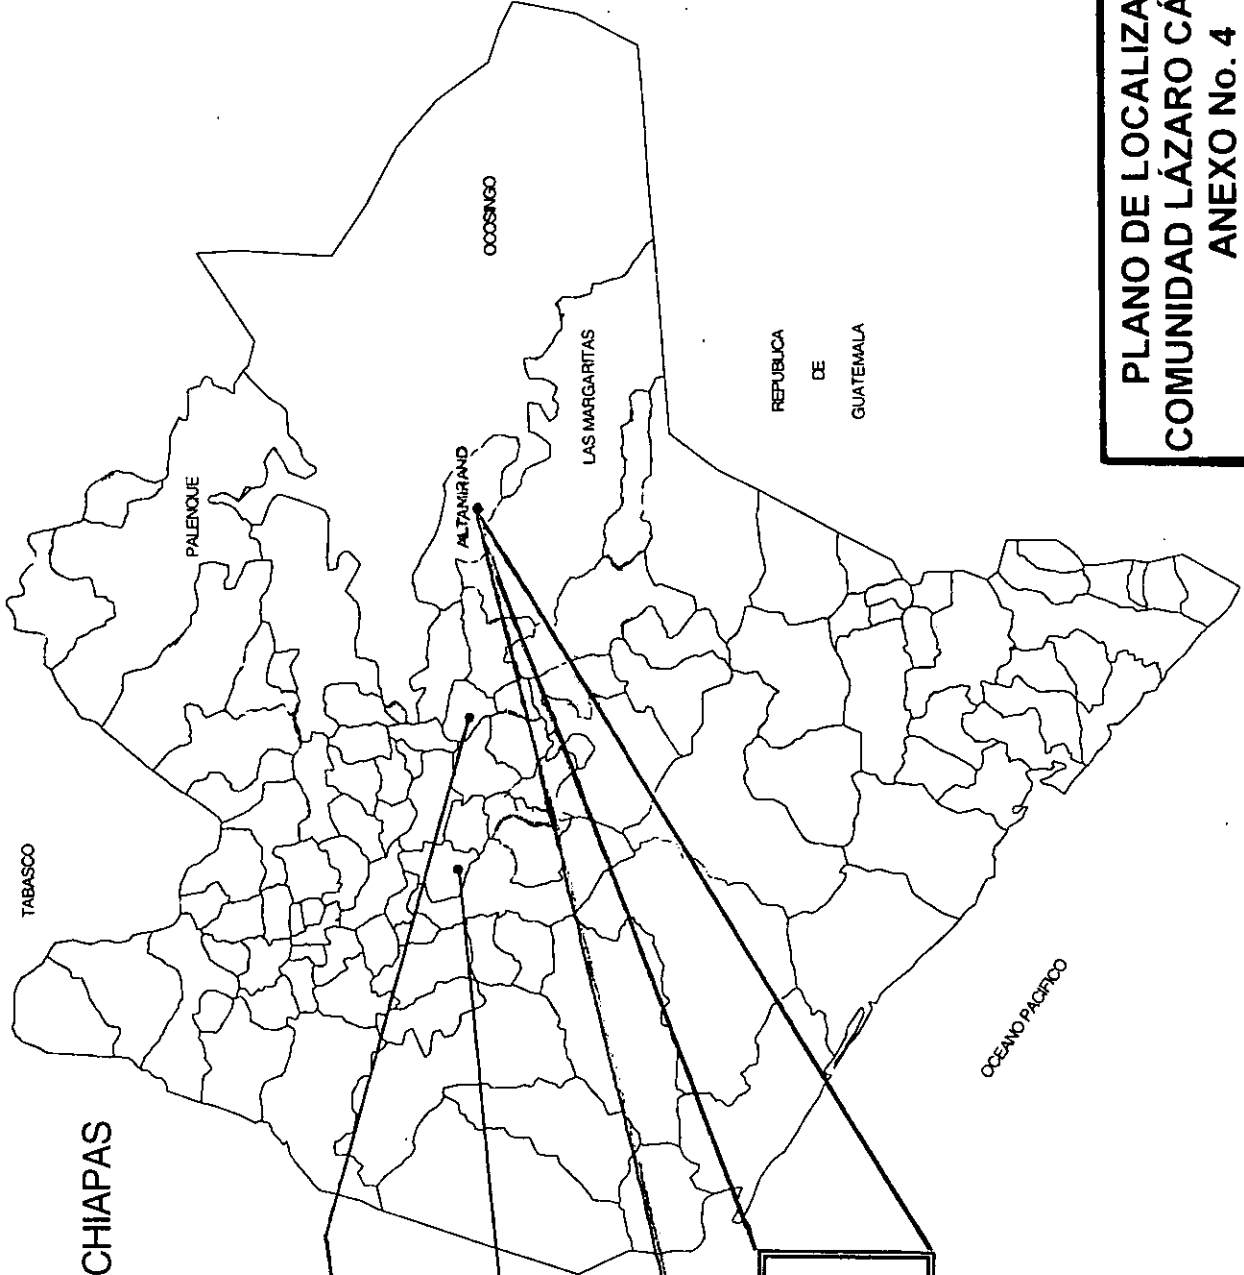 CHIAPAS
TABASCO
PALENQUE
OCOSINGO
ALTAMIRANO
LAS MARGARITAS
REPUBLICA
DE
GUATEMALA
OCEANO PACIFICO
PLANO DE LOCALIZA
COMUNIDAD LÁZARO CÁ
ANEXO No. 4